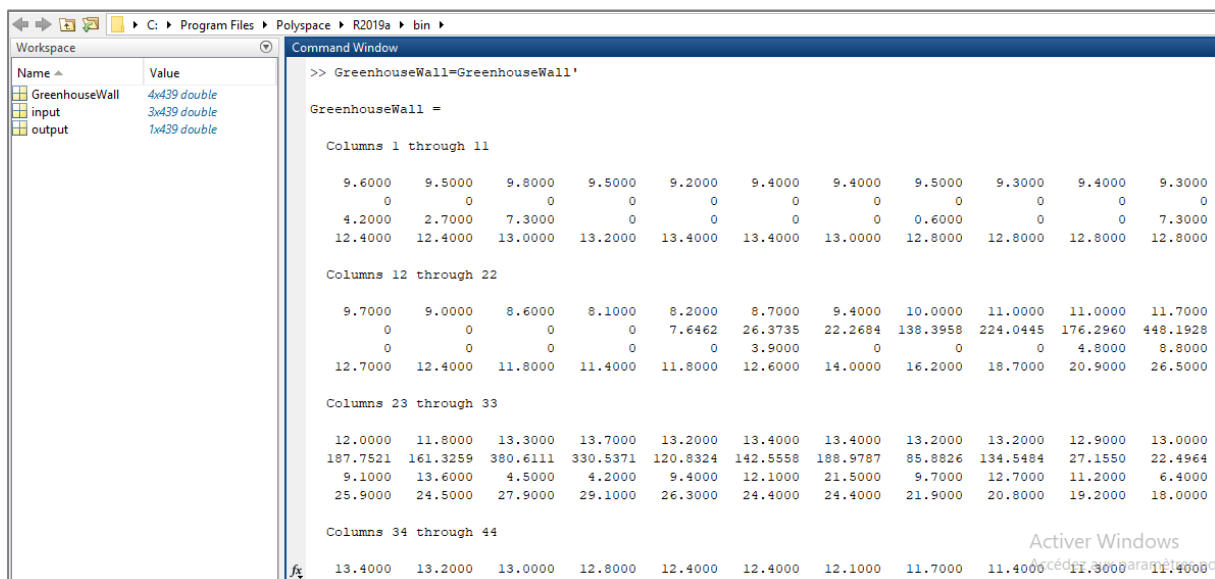 C: Program Files Polyspace R2019a bin
Workspace
Name Value
GreenhouseWall 4x439 double
input 3x439 double
output 1x439 double
Command Window
>> GreenhouseWall=GreenhouseWall'
GreenhouseWall =
Columns 1 through 11
9.6000 9.5000 9.8000 9.5000 9.2000 9.4000 9.4000 9.5000 9.3000 9.4000 9.3000
0 0 0 0 0 0 0 0 0 0 0
4.2000 2.7000 7.3000 0 0 0 0 0.6000 0 0 7.3000
12.4000 12.4000 13.0000 13.2000 13.4000 13.4000 13.0000 12.8000 12.8000 12.8000 12.8000
Columns 12 through 22
9.7000 9.0000 8.6000 8.1000 8.2000 8.7000 9.4000 10.0000 11.0000 11.0000 11.7000
0 0 0 0 7.6462 26.3735 22.2684 138.3958 224.0445 176.2960 448.1928
0 0 0 0 0 3.9000 0 0 0 4.8000 8.8000
12.7000 12.4000 11.8000 11.4000 11.8000 12.6000 14.0000 16.2000 18.7000 20.9000 26.5000
Columns 23 through 33
12.0000 11.8000 13.3000 13.7000 13.2000 13.4000 13.4000 13.2000 13.2000 12.9000 13.0000
187.7521 161.3259 380.6111 330.5371 120.8324 142.5558 188.9787 85.8826 134.5484 27.1550 22.4964
9.1000 13.6000 4.5000 4.2000 9.4000 12.1000 21.5000 9.7000 12.7000 11.2000 6.4000
25.9000 24.5000 27.9000 29.1000 26.3000 24.4000 24.4000 21.9000 20.8000 19.2000 18.0000
Columns 34 through 44
Activer Windows
fx 13.4000 13.2000 13.0000 12.8000 12.4000 12.4000 12.1000 11.7000 11.4000 11.3000 11.4000
Accédez aux paramètres